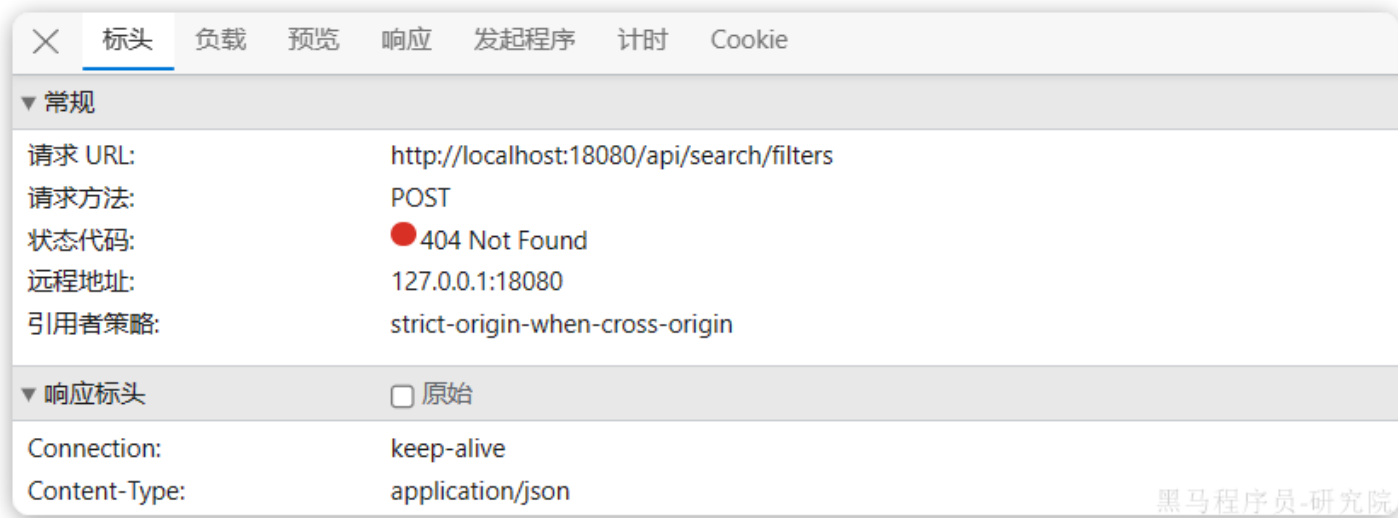 标头 负载 预览 响应 发起程序 计时 Cookie
常规
请求 URL: http://localhost:18080/api/search/filters
请求方法: POST
状态代码: 404 Not Found
远程地址: 127.0.0.1:18080
引用者策略: strict-origin-when-cross-origin
响应标头 原始
Connection: keep-alive
Content-Type: application/json
黑马程序员-研究院